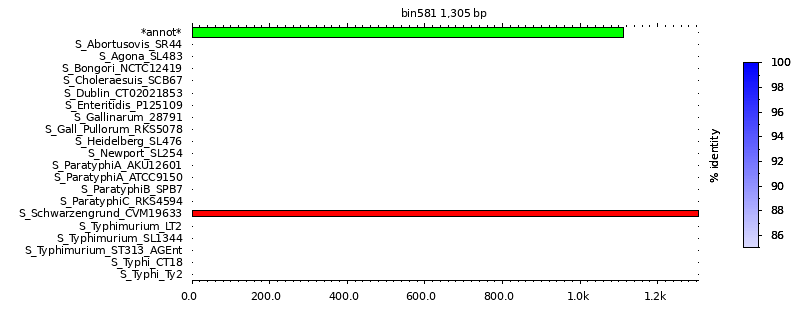 bin581 1,305 bp
*annot*
S_Abortusovis_SR44
S_Agona_SL483
S_Bongori_NCTC12419
S_Choleraesuis_SCB67
S_Dublin_CT02021853
S_Enteritidis_P125109
S_Gallinarum_28791
S_Gall_Pullorum_RKS5078
S_Heidelberg_SL476
S_Newport_SL254
S_ParatyphiA_AKU12601
S_ParatyphiA_ATCC9150
S_ParatyphiB_SPB7
S_ParatyphiC_RKS4594
S_Schwarzengrund_CVM19633
S_Typhimurium_LT2
S_Typhimurium_SL1344
S_Typhimurium_ST313_AGEnt
S_Typhi_CT18
S_Typhi_Ty2
0.0 200.0 400.0 600.0 800.0 1.0k 1.2k
% identity
100
98
96
94
92
90
88
86